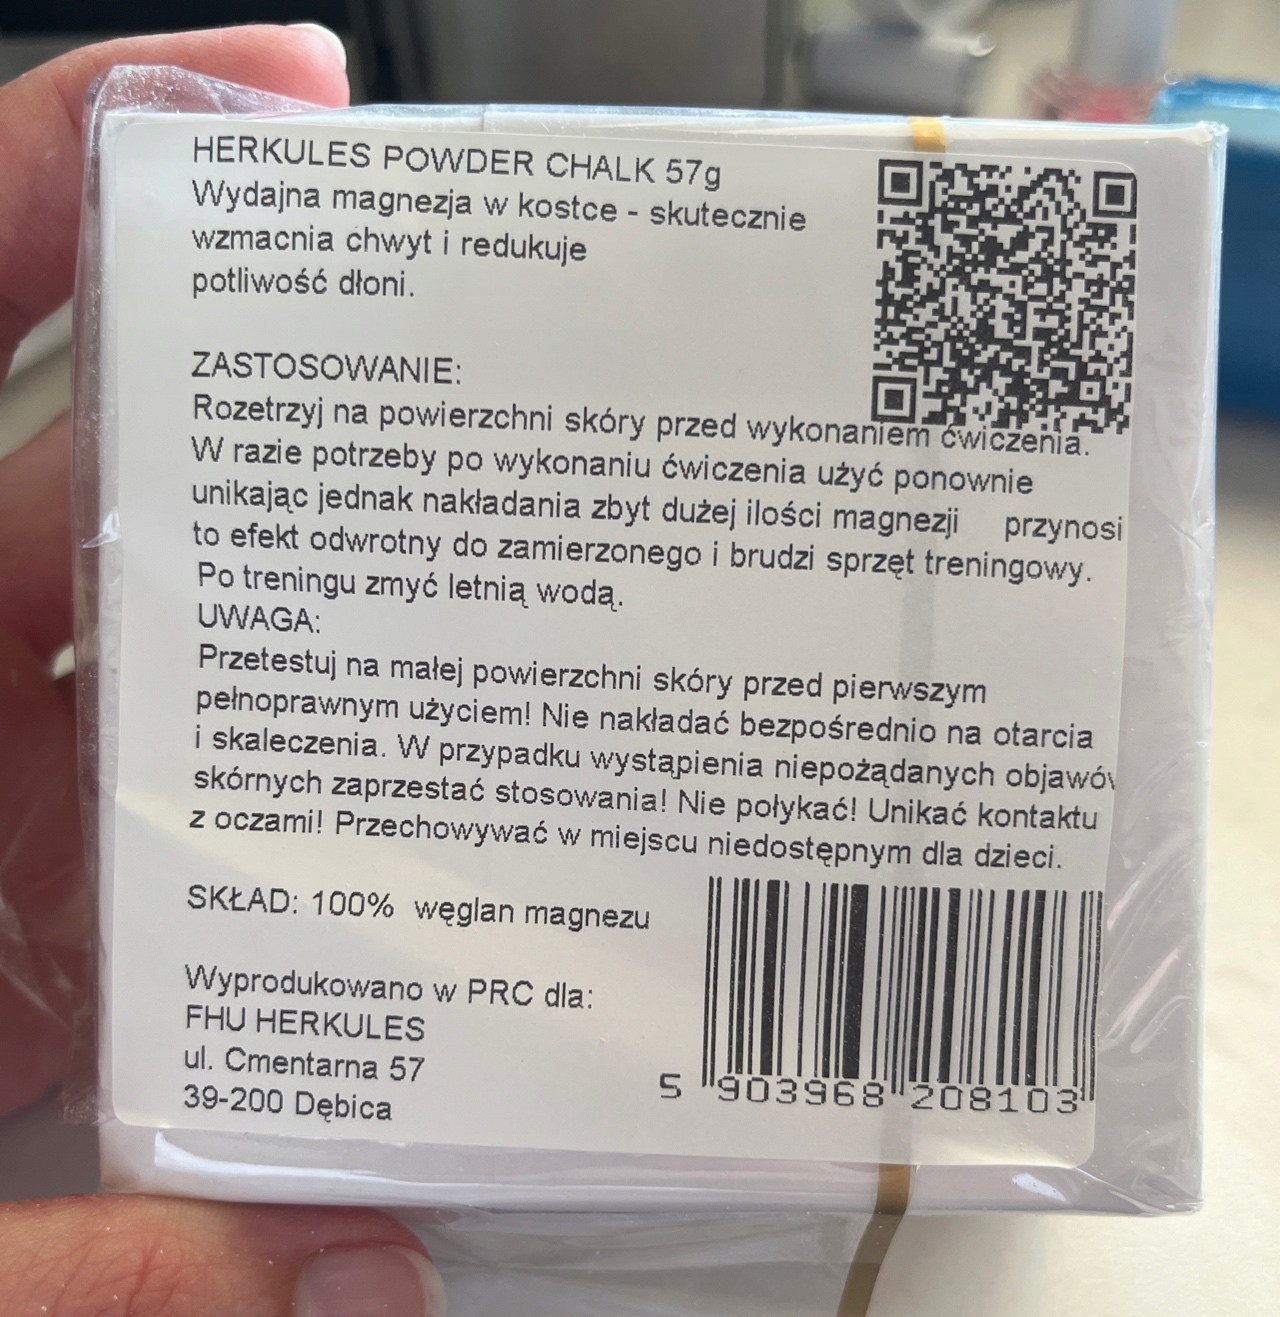 HERKULES POWDER CHALK 57g
Wydajna magnezja w kostce - skutecznie
wzmacnia chwyt i redukuje
potliwość dłoni.
ZASTOSOWANIE:
Rozetrzyj na powierzchni skóry przed wykonaniem ćwiczenia.
W razie potrzeby po wykonaniu ćwiczenia użyć ponownie
unikając jednak nakładania zbyt dużej ilości magnezji przynosi
to efekt odwrotny do zamierzonego i brudzi sprzęt treningowy.
Po treningu zmyć letnią wodą.
UWAGA:
Przetestuj na małej powierzchni skóry przed pierwszym
pełnoprawnym użyciem! Nie nakładać bezpośrednio na otarcia
i skaleczenia. W przypadku wystąpienia niepożądanych objawów
skórnych zaprzestać stosowania! Nie połykać! Unikać kontaktu
z oczami! Przechowywać w miejscu niedostępnym dla dzieci.
SKŁAD: 100% węglan magnezu
Wyprodukowano w PRC dla:
FHU HERKULES
ul. Cmentarna 57
39-200 Dębica
5 903968 208103